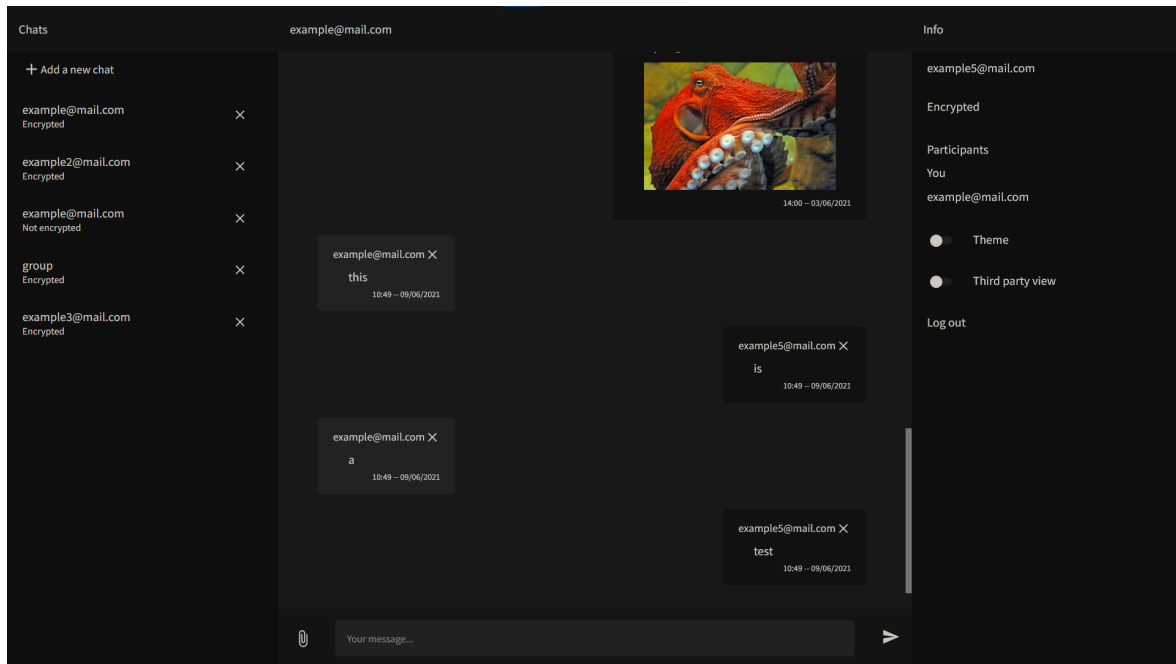 Chats
+ Add a new chat
example@mail.com
Encrypted
example2@mail.com
Encrypted
example@mail.com
Not encrypted
group
Encrypted
example3@mail.com
Encrypted
example@mail.com
14:00 -- 03/06/2021
example@mail.com
this
10:49 -- 09/06/2021
example5@mail.com
is
10:49 -- 09/06/2021
example@mail.com
a
10:49 -- 09/06/2021
example5@mail.com
test
10:49 -- 09/06/2021
Your message...
Info
example5@mail.com
Encrypted
Participants
You
example@mail.com
Theme
Third party view
Log out